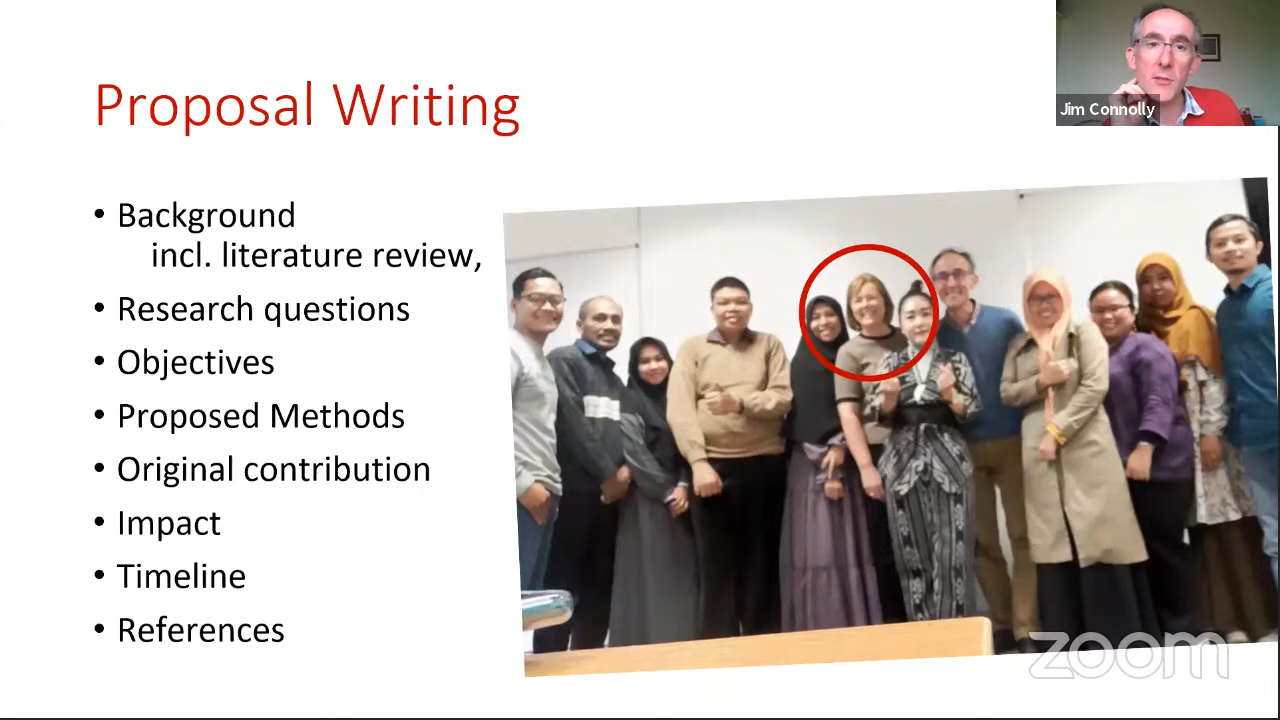 Proposal Writing
Jim Connolly
• Background
incl. literature review,
• Research questions
• Objectives
• Proposed Methods
• Original contribution
• Impact
• Timeline
• References
zoom